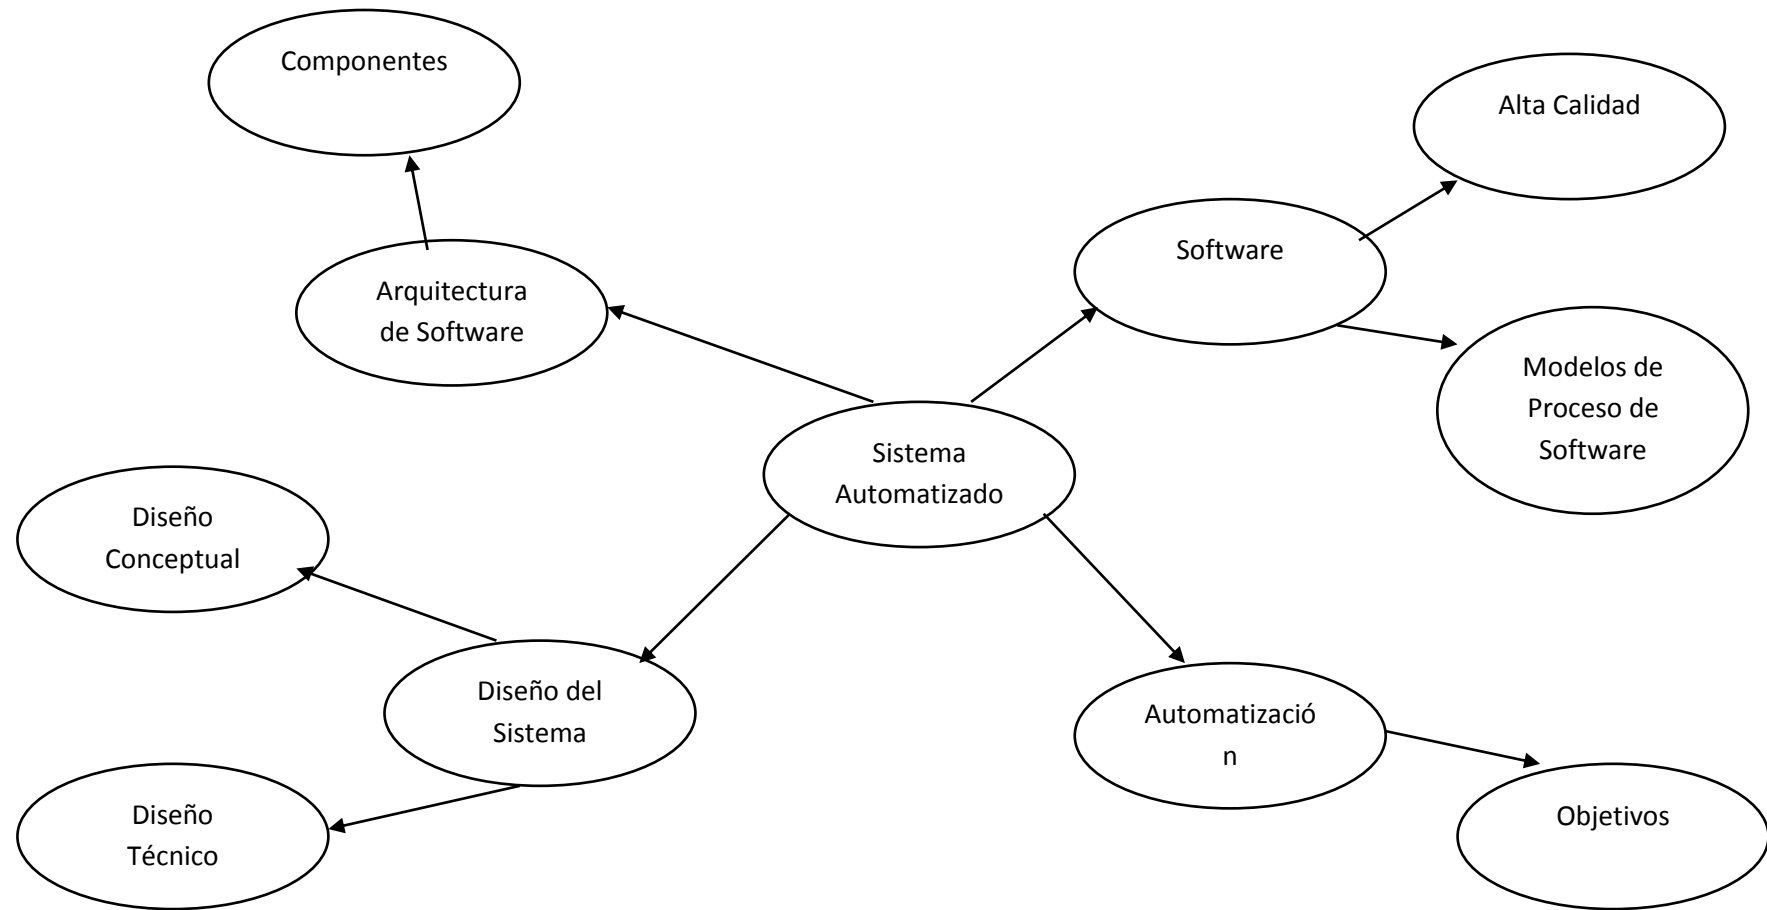 Componentes
Alta Calidad
Software
Arquitectura
de Software
Modelos de
Proceso de
Software
Sistema
Automatizado
Diseño
Conceptual
Diseño del
Sistema
Automatizació
n
Diseño
Técnico
Objetivos